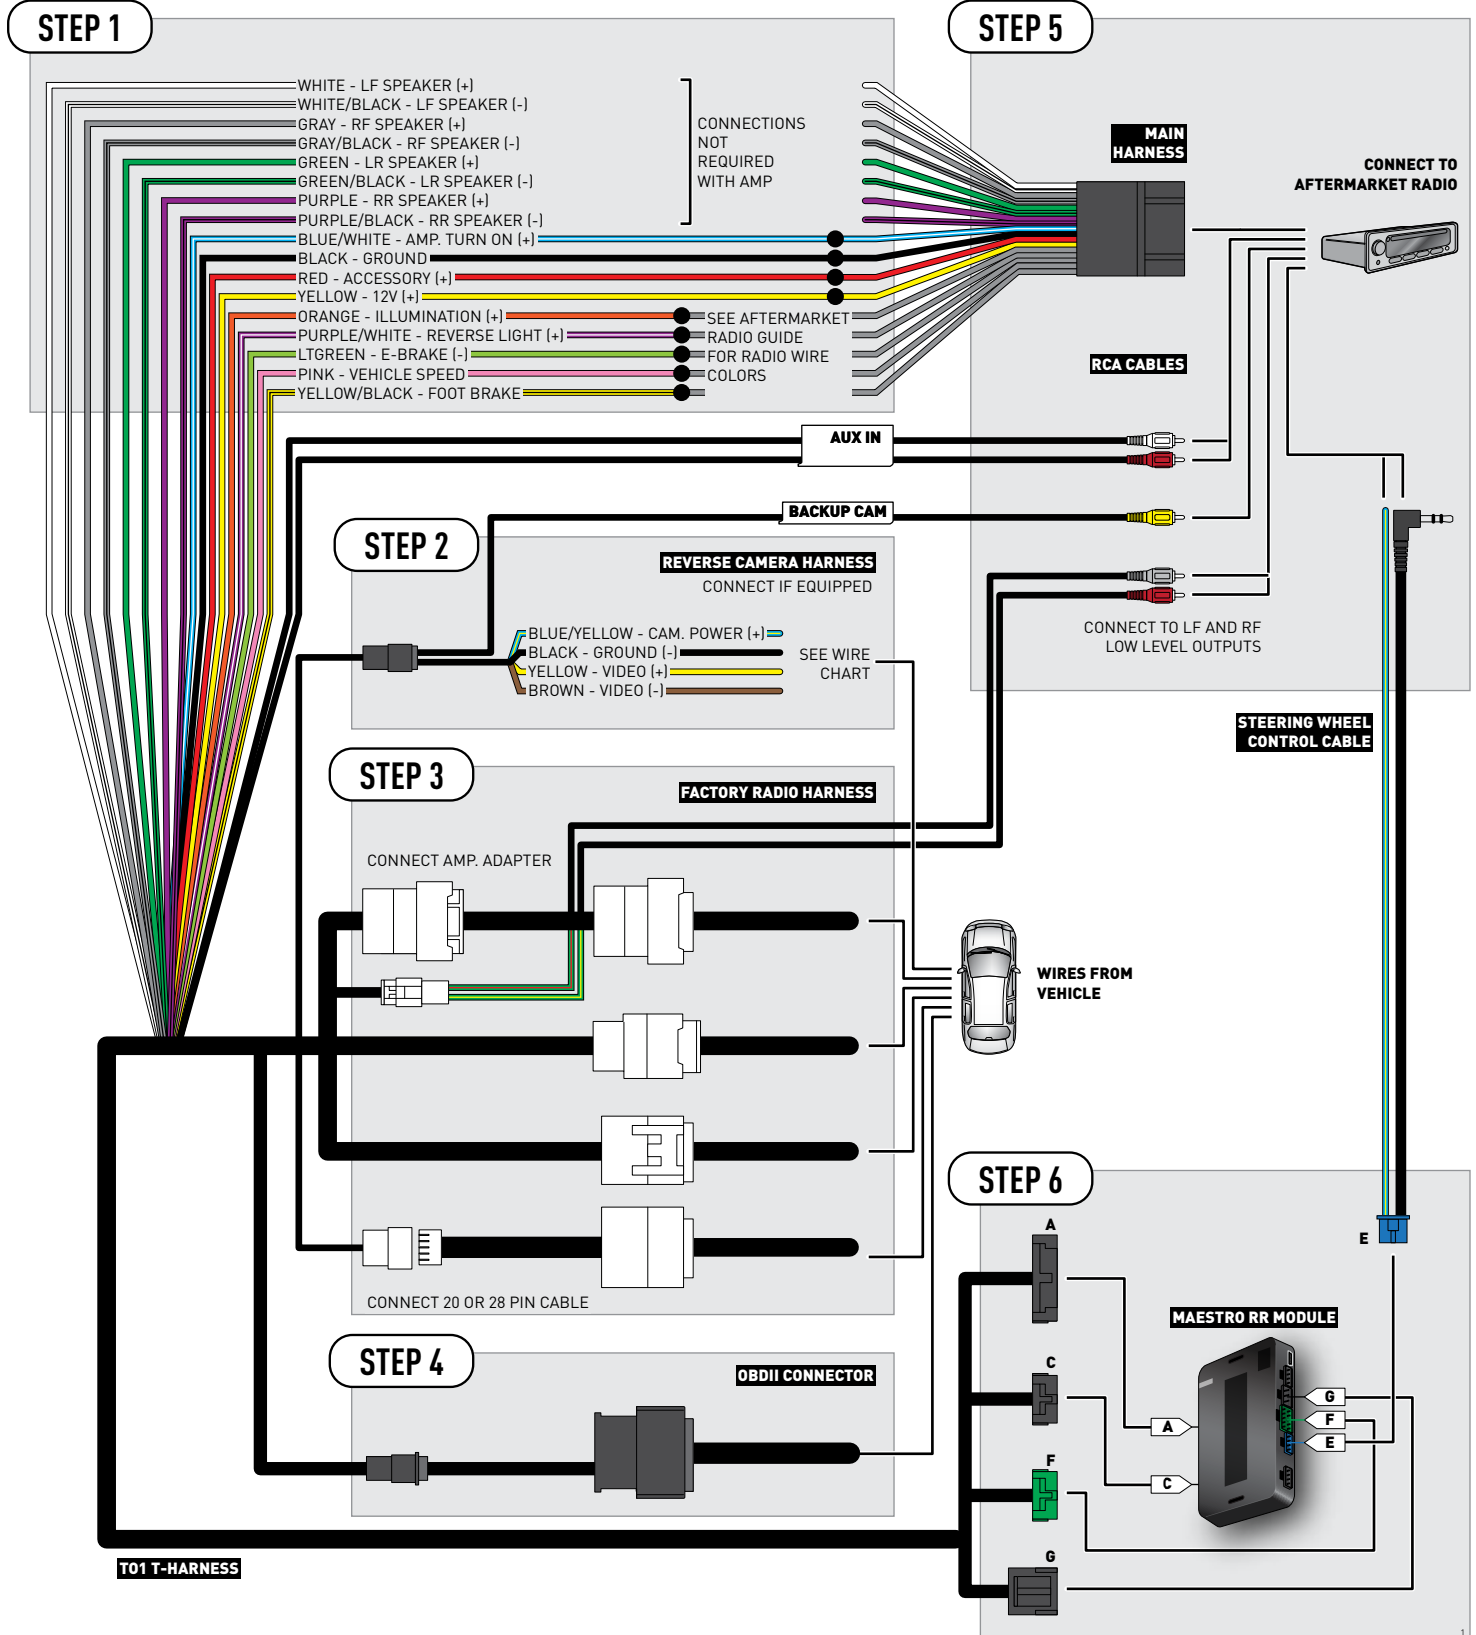 STEP 1
WHITE - LF SPEAKER (+)
WHITE/BLACK - LF SPEAKER (-)
GRAY - RF SPEAKER (+)
GRAY/BLACK - RF SPEAKER (-)
GREEN - LR SPEAKER (+)
GREEN/BLACK - LR SPEAKER (-)
PURPLE - RR SPEAKER (+)
PURPLE/BLACK - RR SPEAKER (-)
BLUE/WHITE - AMP. TURN ON (+)
BLACK - GROUND
RED - ACCESSORY (+)
YELLOW - 12V (+)
ORANGE - ILLUMINATION (+)
PURPLE/WHITE - REVERSE LIGHT (+)
LTGREEN - E-BRAKE (-)
PINK - VEHICLE SPEED
YELLOW/BLACK - FOOT BRAKE
CONNECTIONS
NOT
REQUIRED
WITH AMP
SEE AFTERMARKET
RADIO GUIDE
FOR RADIO WIRE
COLORS
STEP 5
MAIN
HARNESS
CONNECT TO
AFTERMARKET RADIO
RCA CABLES
AUX IN
BACKUP CAM
CONNECT TO LF AND RF
LOW LEVEL OUTPUTS
STEERING WHEEL
CONTROL CABLE
STEP 2
REVERSE CAMERA HARNESS
CONNECT IF EQUIPPED
BLUE/YELLOW - CAM. POWER (+)
BLACK - GROUND (-)
YELLOW - VIDEO (+)
BROWN - VIDEO (-)
SEE WIRE
CHART
STEP 3
FACTORY RADIO HARNESS
CONNECT AMP. ADAPTER
WIRES FROM
VEHICLE
CONNECT 20 OR 28 PIN CABLE
STEP 4
OBDII CONNECTOR
T01 T-HARNESS
STEP 6
A
E
MAESTRO RR MODULE
C
G
F
A
E
F
C
G
1